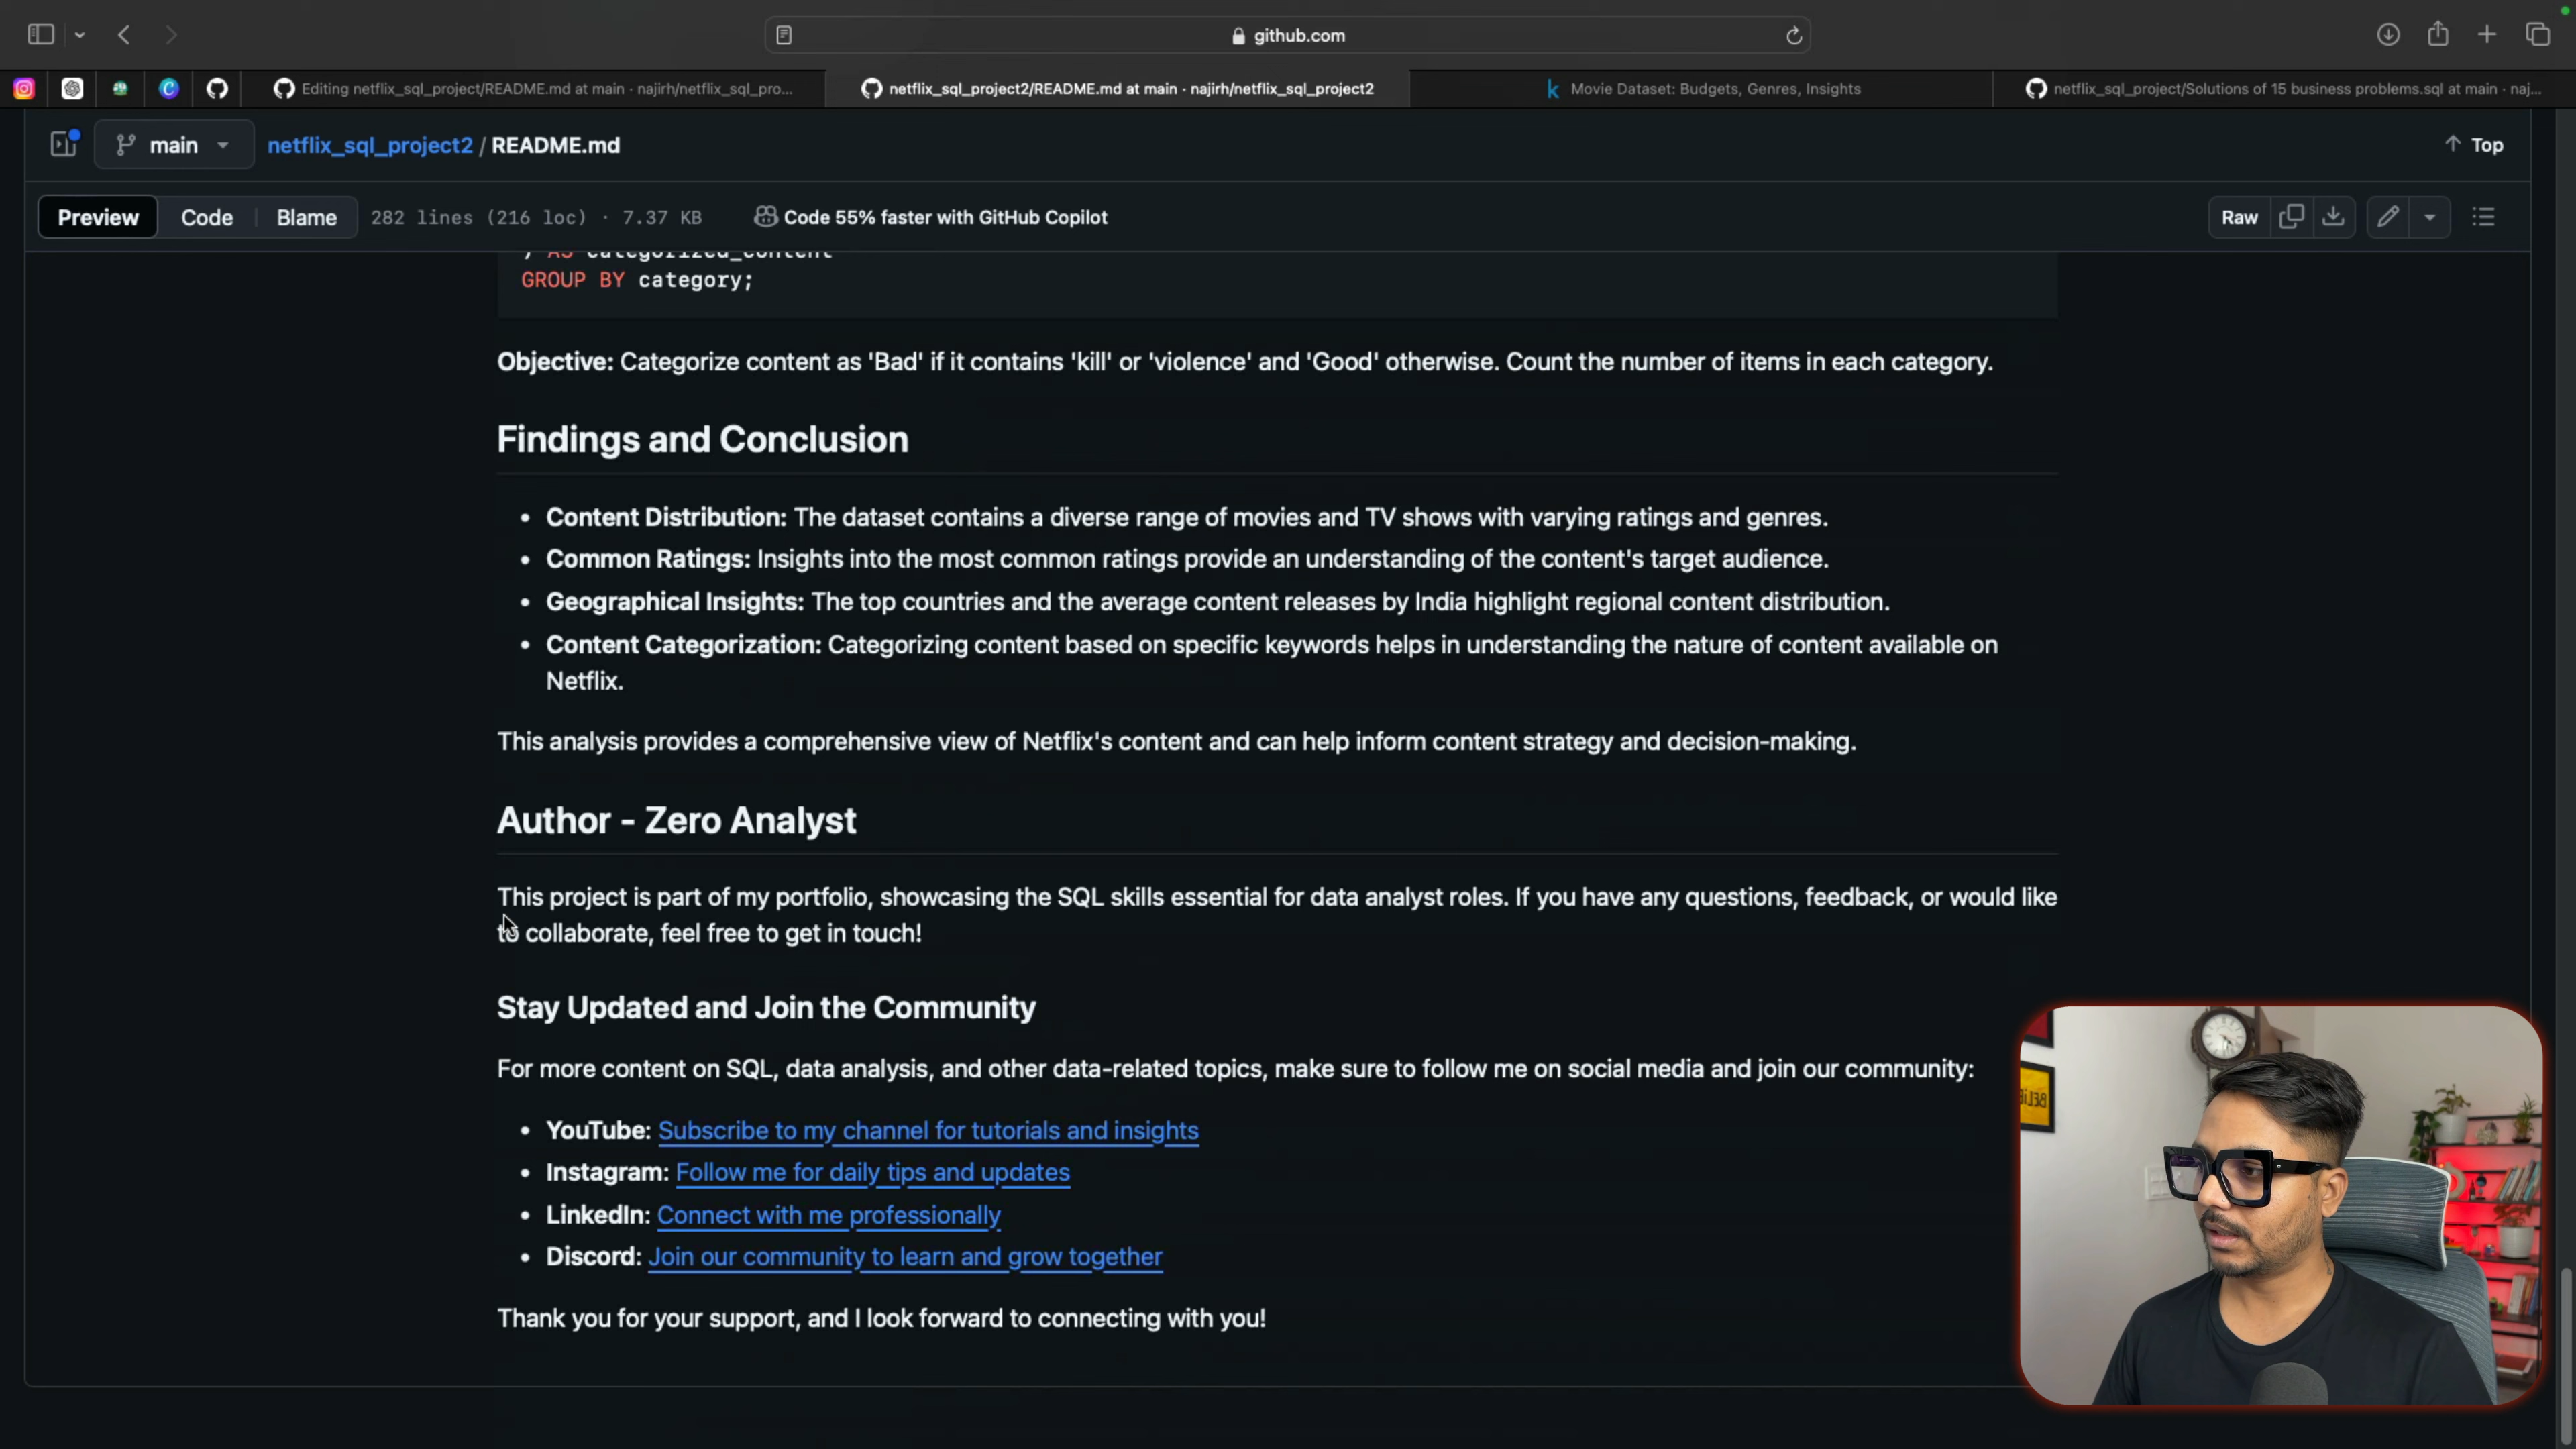 github.com
Editing netflix_sql_project/README.md at main · najirh/netflix_sql_pro...
netflix_sql_project2/README.md at main · najirh/netflix_sql_project2
Movie Dataset: Budgets, Genres, Insights
netflix_sql_project/Solutions of 15 business problems.sql at main · naj...
main
netflix_sql_project2 / README.md
Top
Preview
Code
Blame
282 lines (216 loc) · 7.37 KB
Code 55% faster with GitHub Copilot
Raw
) AS categorized_content
GROUP BY category;
Objective: Categorize content as 'Bad' if it contains 'kill' or 'violence' and 'Good' otherwise. Count the number of items in each category.
Findings and Conclusion
• Content Distribution: The dataset contains a diverse range of movies and TV shows with varying ratings and genres.
• Common Ratings: Insights into the most common ratings provide an understanding of the content's target audience.
• Geographical Insights: The top countries and the average content releases by India highlight regional content distribution.
• Content Categorization: Categorizing content based on specific keywords helps in understanding the nature of content available on
Netflix.
This analysis provides a comprehensive view of Netflix's content and can help inform content strategy and decision-making.
Author - Zero Analyst
This project is part of my portfolio, showcasing the SQL skills essential for data analyst roles. If you have any questions, feedback, or would like
to collaborate, feel free to get in touch!
Stay Updated and Join the Community
For more content on SQL, data analysis, and other data-related topics, make sure to follow me on social media and join our community:
• YouTube: Subscribe to my channel for tutorials and insights
• Instagram: Follow me for daily tips and updates
• LinkedIn: Connect with me professionally
• Discord: Join our community to learn and grow together
Thank you for your support, and I look forward to connecting with you!